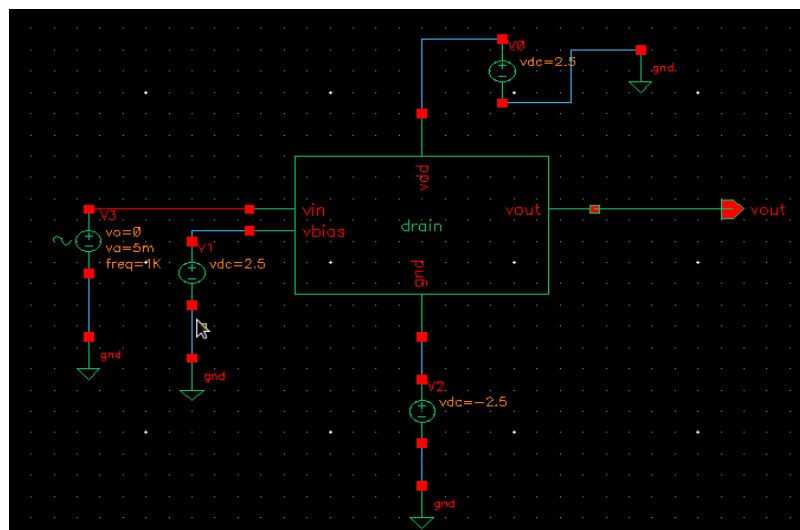 V0
vdc=2.5
gnd
vdd
V3
vo=0
va=5m
freq=1K
vin
vbias
drain
vout
vout
V1
vdc=2.5
gnd
gnd
gnd
V2
vdc=-2.5
gnd